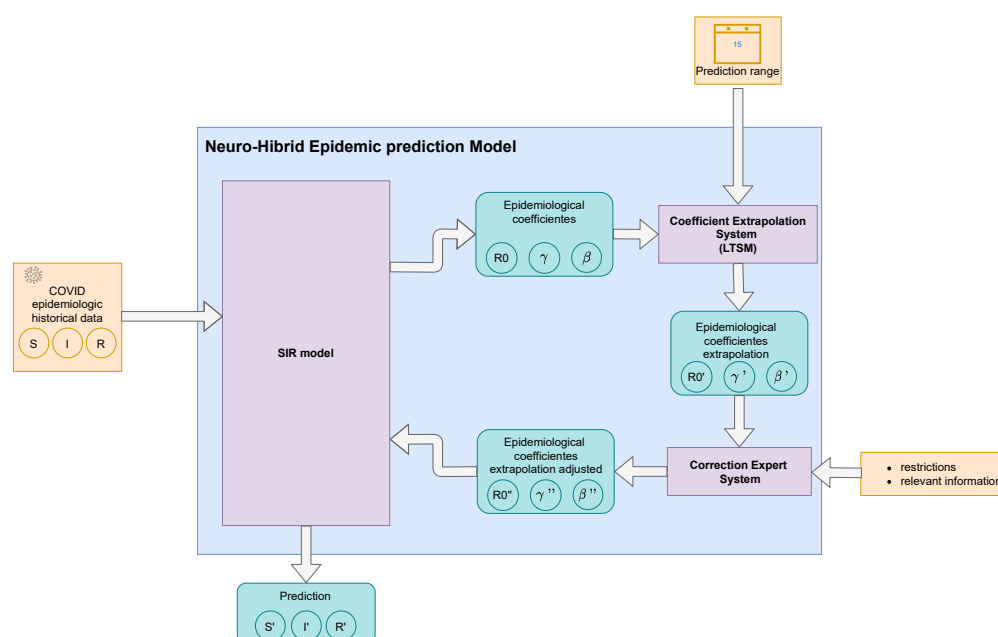 15
Prediction range
Neuro-Hibrid Epidemic prediction Model
Epidemiological
coefficientes
R0 γ β
Coefficient Extrapolation
System
(LTSM)
COVID
epidemiologic
historical data
S I R
SIR model
Epidemiological
coefficientes
extrapolation
R0' γ' β'
Epidemiological
coefficientes
extrapolation adjusted
R0" γ'' β''
Correction Expert
System
• restrictions
• relevant information
Prediction
S' I' R'